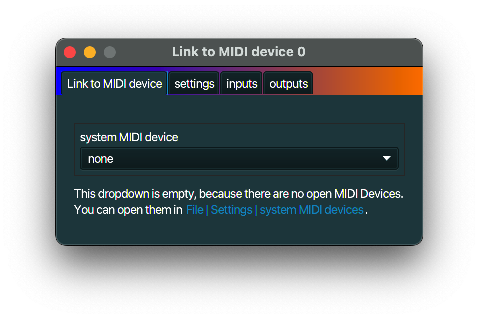 Link to MIDI device 0
Link to MIDI device settings inputs outputs
system MIDI device
none
This dropdown is empty, because there are no open MIDI Devices.
You can open them in File | Settings | system MIDI devices.